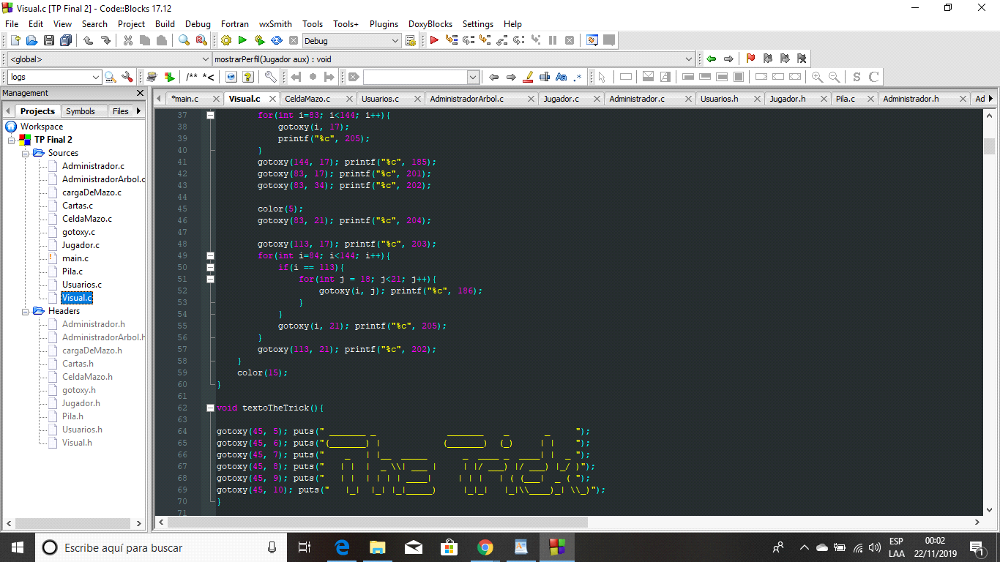 Visual.c [TP Final 2] - Code::Blocks 17.12
File Edit View Search Project Build Debug Fortran wxSmith Tools Tools+ Plugins DoxyBlocks Settings Help
Debug
<global> mostrarPerfil(Jugador aux) : void
logs /** *< Aa .* S C
Management
*main.c Visual.c CeldaMazo.c Usuarios.c AdministradorArbol.c Jugador.c Administrador.c Usuarios.h Jugador.h Pila.c Administrador.h Ad
Projects Symbols Files
Workspace
TP Final 2
Sources
Administrador.c
AdministradorArbol.c
cargaDeMazo.c
Cartas.c
CeldaMazo.c
gotoxy.c
Jugador.c
main.c
Pila.c
Usuarios.c
Visual.c
Headers
Administrador.h
AdministradorArbol.h
cargaDeMazo.h
Cartas.h
CeldaMazo.h
gotoxy.h
Jugador.h
Pila.h
Usuarios.h
Visual.h
37 for(int i=83; i<144; i++){
38 gotoxy(i, 17);
39 printf("%c", 205);
40 }
41 gotoxy(144, 17); printf("%c", 185);
42 gotoxy(83, 17); printf("%c", 201);
43 gotoxy(83, 34); printf("%c", 202);
44
45 color(5);
46 gotoxy(83, 21); printf("%c", 204);
47
48 gotoxy(113, 17); printf("%c", 203);
49 for(int i=84; i<144; i++){
50 if(i == 113){
51 for(int j = 18; j<21; j++){
52 gotoxy(i, j); printf("%c", 186);
53 }
54 }
55 gotoxy(i, 21); printf("%c", 205);
56 }
57 gotoxy(113, 21); printf("%c", 202);
58 }
59 color(15);
60 }
61
62 void textoTheTrick(){
63
64 gotoxy(45, 5); puts(" _______ _              _______    _       _     ");
65 gotoxy(45, 6); puts("(_______) |            (_______)  (_)     | |    ");
66 gotoxy(45, 7); puts("    _   | |__  _____       _  ____ _  ____| |  _ ");
67 gotoxy(45, 8); puts("   | |  |  _ \\| ___ |     | |/ ___) |/ ___) |_/ )");
68 gotoxy(45, 9); puts("   | |  | | | | ____|     | | |   | ( (___|  _ ( ");
69 gotoxy(45, 10); puts("   |_|  |_| |_|_____)     |_|_|   |_|\\____)_| \\_)");
70 }
71
Escribe aquí para buscar
ESP
LAA
00:02
22/11/2019
1